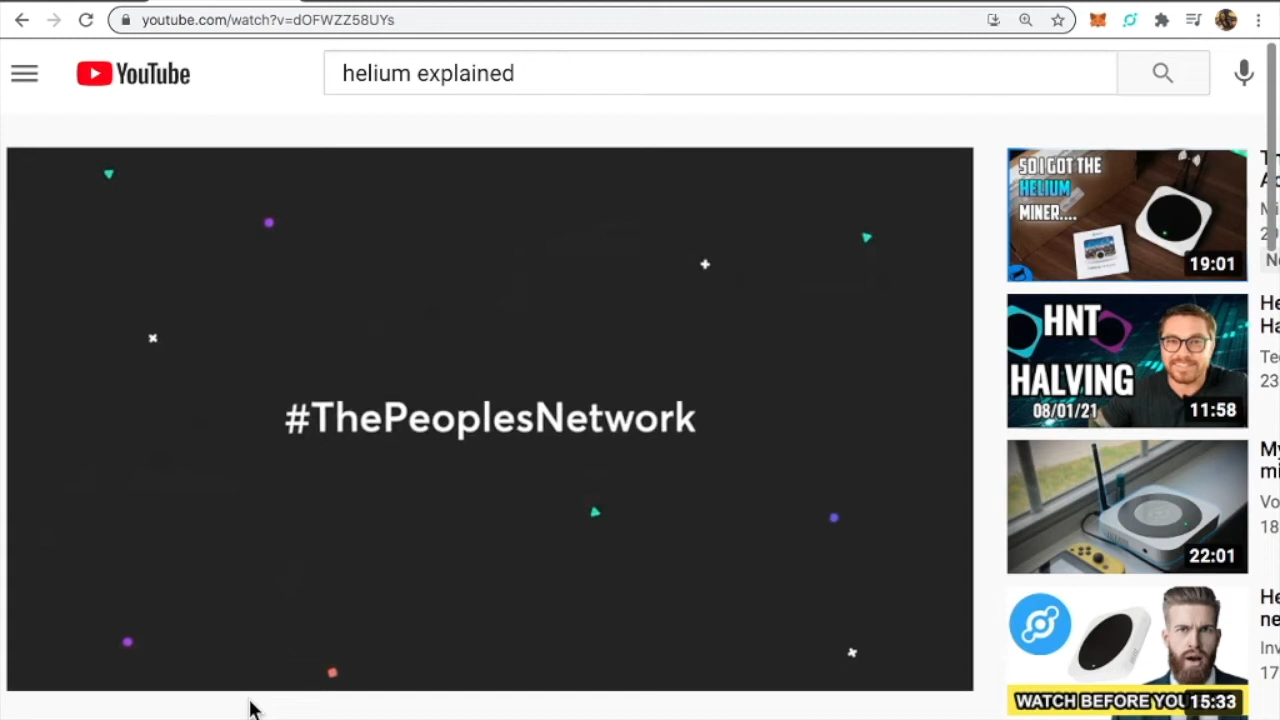 youtube.com/watch?v=dOFWZZ58UYs
YouTube
helium explained
#ThePeoplesNetwork
SO I GOT THE
HELIUM
MINER....
19:01
HNT
HALVING
08/01/21
11:58
22:01
WATCH BEFORE YOU
15:33